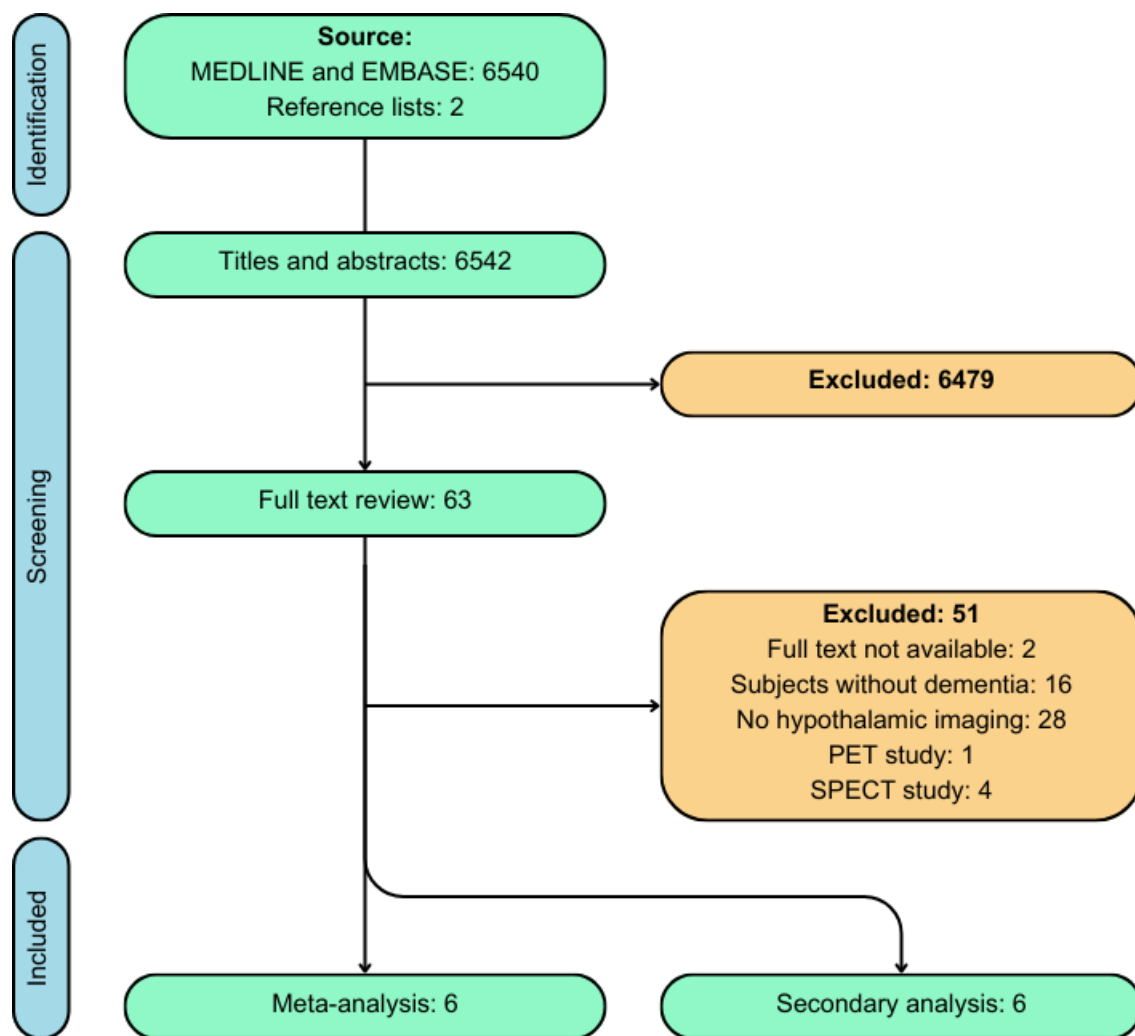 Identification
Source:
MEDLINE and EMBASE: 6540
Reference lists: 2
Screening
Titles and abstracts: 6542
Excluded: 6479
Full text review: 63
Excluded: 51
Full text not available: 2
Subjects without dementia: 16
No hypothalamic imaging: 28
PET study: 1
SPECT study: 4
Included
Meta-analysis: 6
Secondary analysis: 6